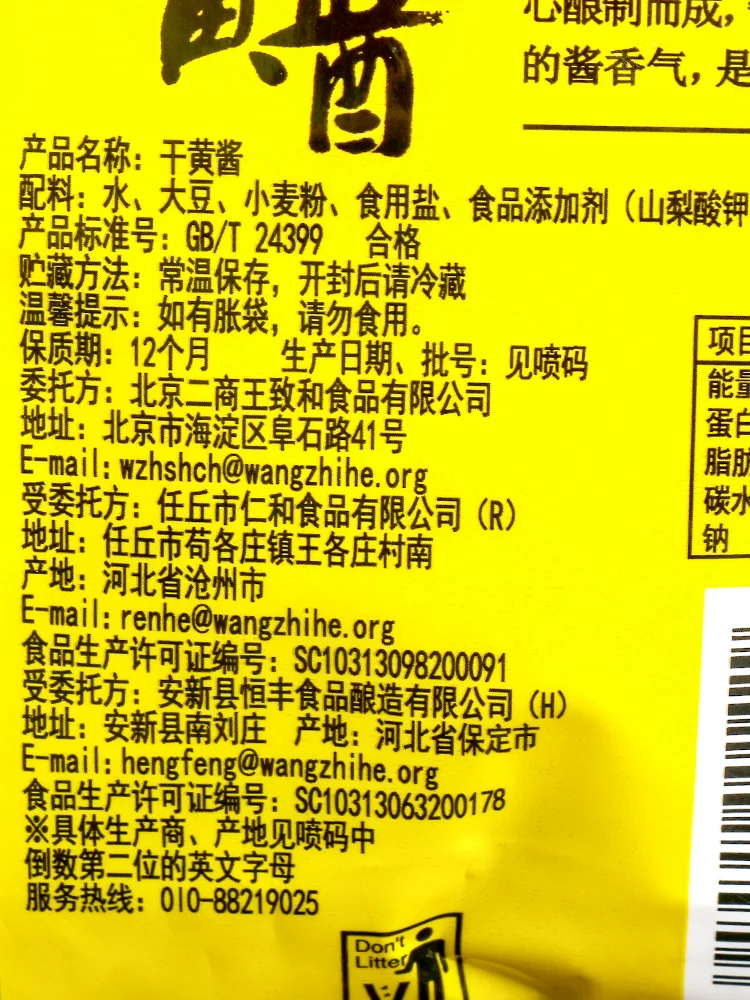 黄酱
心酿制而成，
的酱香气，是
产品名称：干黄酱
配料：水、大豆、小麦粉、食用盐、食品添加剂（山梨酸钾
产品标准号：GB/T 24399 合格
贮藏方法：常温保存，开封后请冷藏
温馨提示：如有胀袋，请勿食用。
保质期：12个月 生产日期、批号：见喷码
委托方：北京二商王致和食品有限公司
地址：北京市海淀区阜石路41号
E-mail:wzhshch@wangzhihe.org
受委托方：任丘市仁和食品有限公司（R）
地址：任丘市苟各庄镇王各庄村南
产地：河北省沧州市
E-mail:renhe@wangzhihe.org
食品生产许可证编号：SC10313098200091
受委托方：安新县恒丰食品酿造有限公司（H）
地址：安新县南刘庄 产地：河北省保定市
E-mail:hengfeng@wangzhihe.org
食品生产许可证编号：SC10313063200178
※具体生产商、产地见喷码中
倒数第二位的英文字母
服务热线：010-88219025
项目
能量
蛋白
脂肪
碳水
钠
Don't
Litter